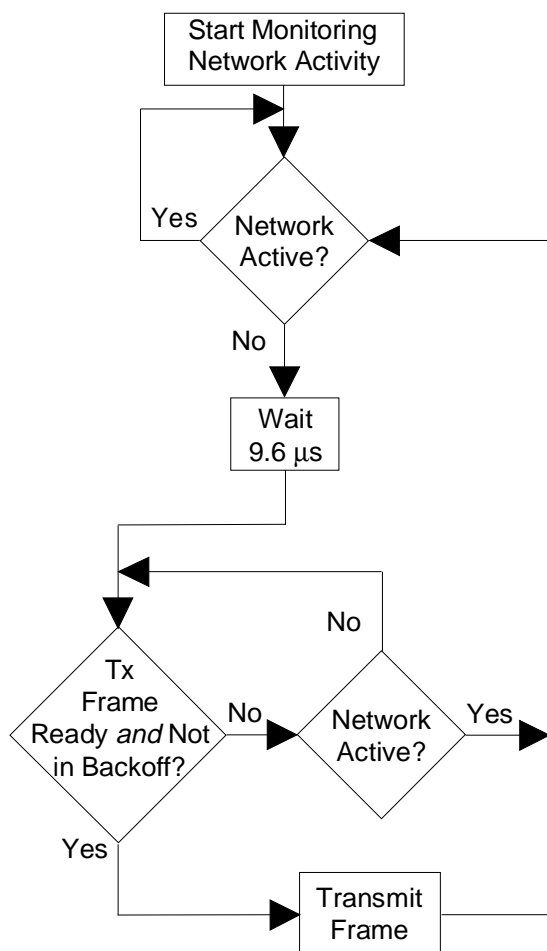 Start Monitoring
Network Activity
Yes
Network
Active?
No
Wait
9.6 μs
No
Tx
Frame
Ready and Not
in Backoff?
No
Network
Active?
Yes
Yes
Transmit
Frame